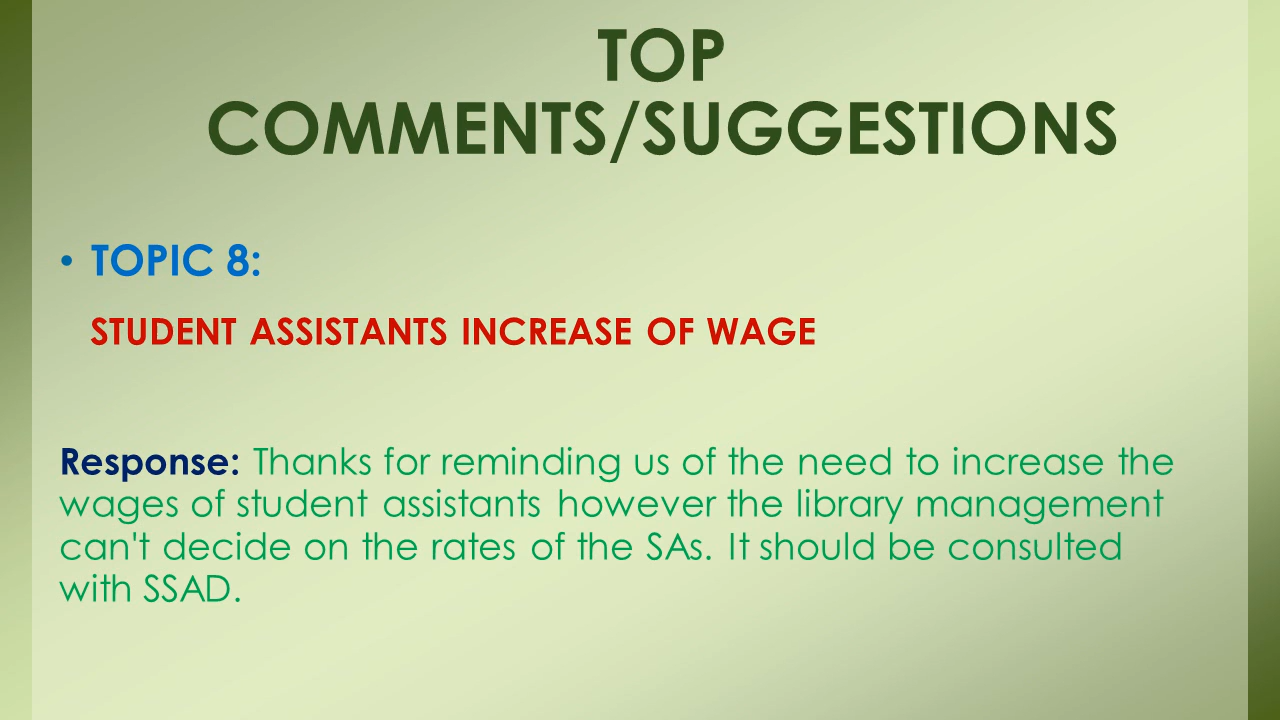 TOP
COMMENTS/SUGGESTIONS
• TOPIC 8:
STUDENT ASSISTANTS INCREASE OF WAGE
Response: Thanks for reminding us of the need to increase the
wages of student assistants however the library management
can't decide on the rates of the SAs. It should be consulted
with SSAD.